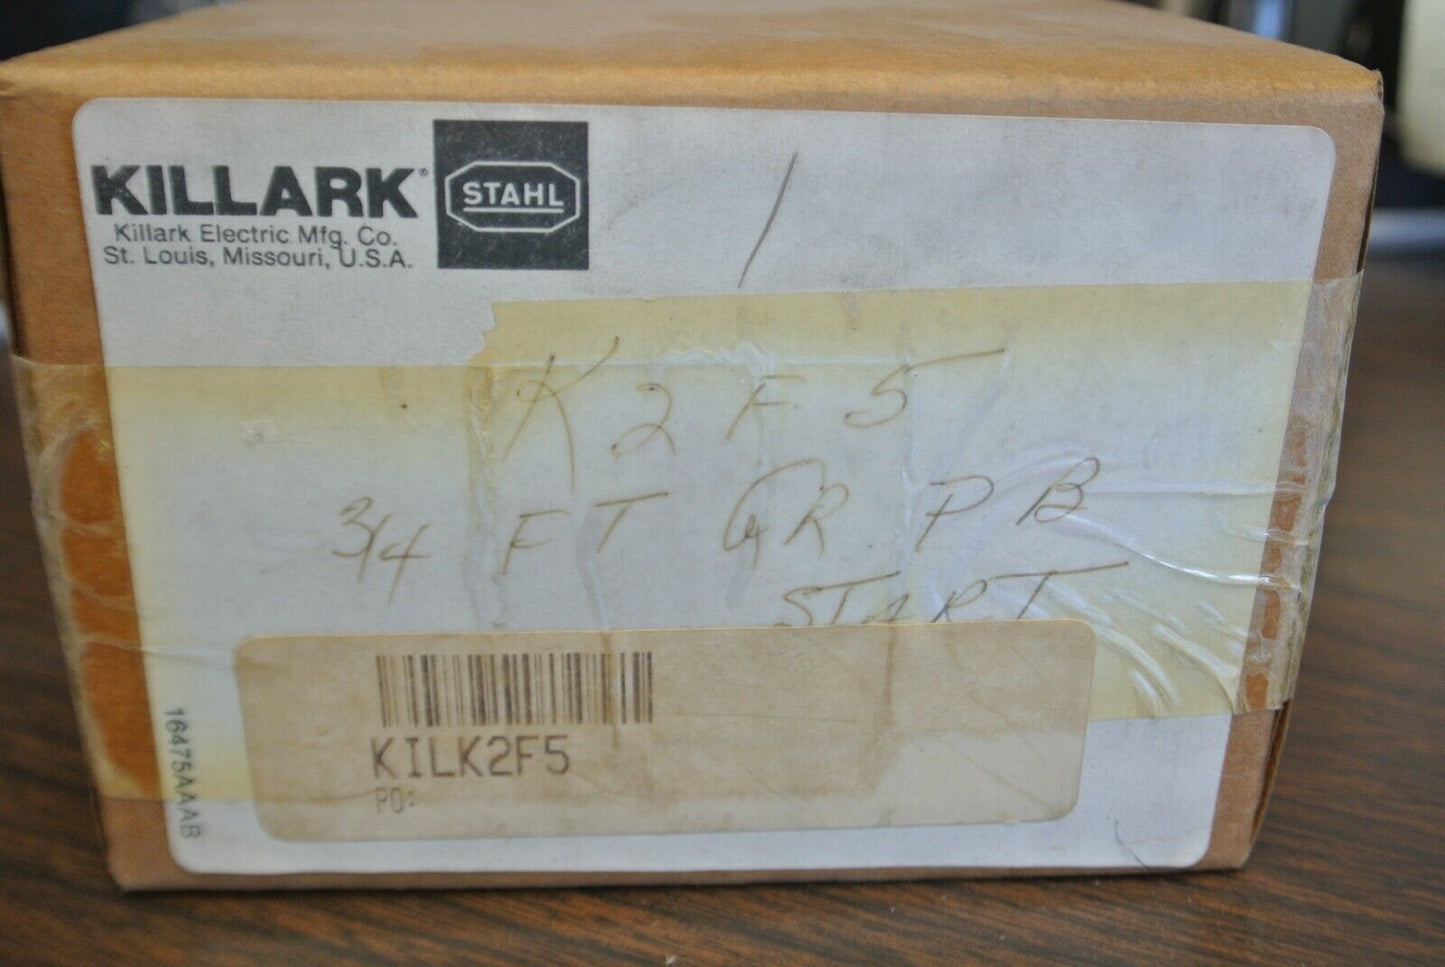 KILLARK®
Killark Electric Mfg. Co.
St. Louis, Missouri, U.S.A.
STAHL
1
K2F5
3/4 FT GR PB
START
KILK2F5
PO:
16475AAAB